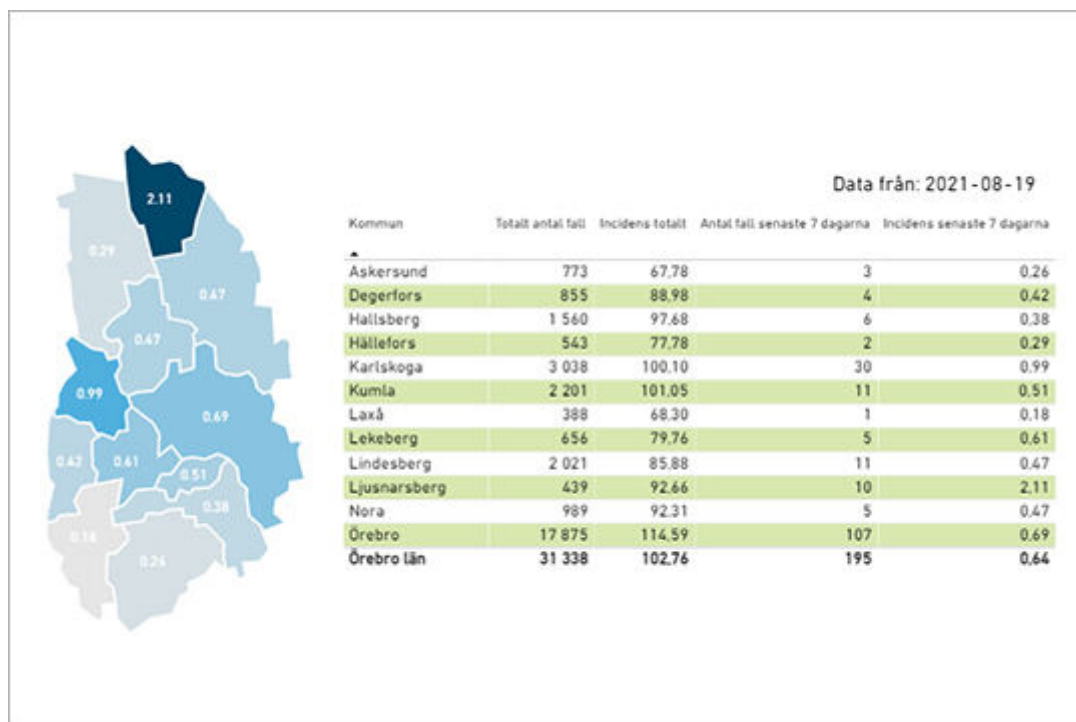 Data från: 2021-08-19
Kommun Totalt antal fall Incidens totalt Antal fall senaste 7 dagarna Incidens senaste 7 dagarna
Askersund 773 67,78 3 0,26
Degerfors 855 88,98 4 0,42
Hallsberg 1 560 97,68 6 0,38
Hällefors 543 77,78 2 0,29
Karlskoga 3 038 100,10 30 0,99
Kumla 2 201 101,05 11 0,51
Laxå 388 68,30 1 0,18
Lekeberg 656 79,76 5 0,61
Lindesberg 2 021 85,88 11 0,47
Ljusnarsberg 439 92,66 10 2,11
Nora 989 92,31 5 0,47
Örebro 17 875 114,59 107 0,69
Örebro län 31 338 102,76 195 0,64
2.11
0.29
0.47
0.47
0.99
0.69
0.42
0.61
0.51
0.38
0.18
0.26